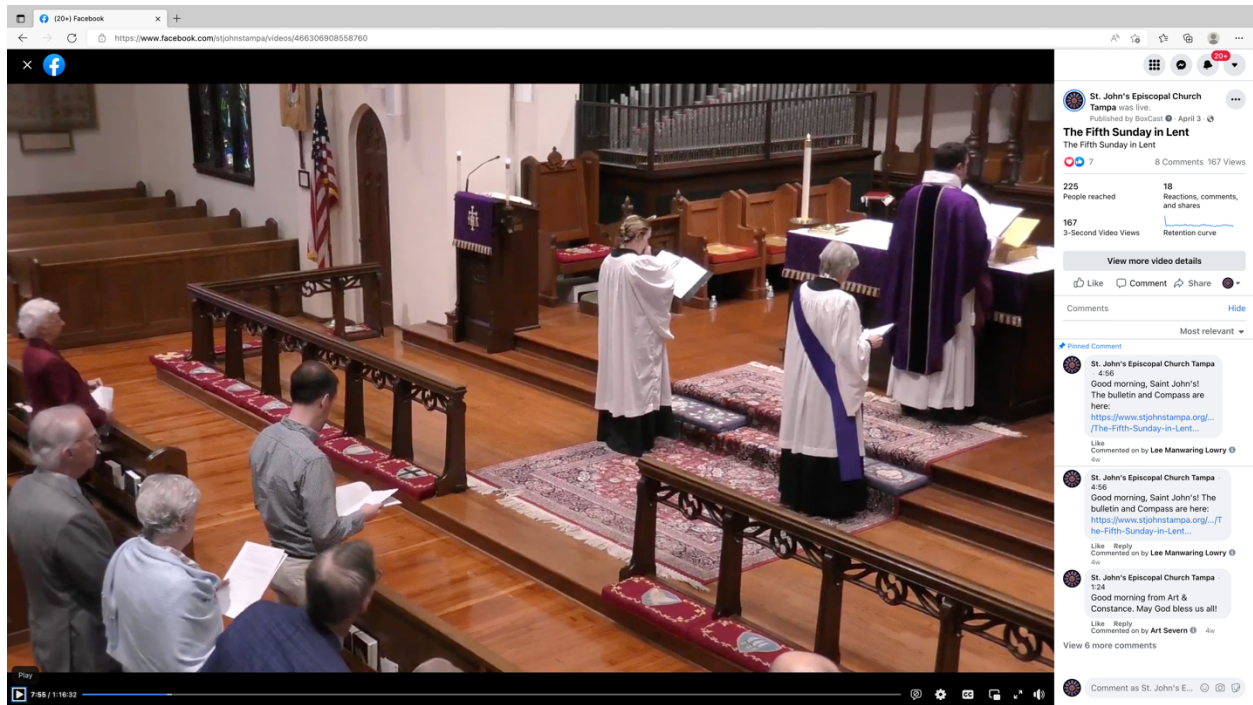 (20+) Facebook
https://www.facebook.com/stjohnstampa/videos/466306908558760
20+
St. John's Episcopal Church
Tampa was live.
Published by BoxCast · April 3 ·
The Fifth Sunday in Lent
The Fifth Sunday in Lent
7
8 Comments 167 Views
225
People reached
18
Reactions, comments,
and shares
167
3-Second Video Views
Retention curve
View more video details
Like Comment Share
Comments
Hide
Most relevant
Pinned Comment
St. John's Episcopal Church Tampa
· 4:56
Good morning, Saint John's!
The bulletin and Compass are
here:
https://www.stjohnstampa.org/...
/The-Fifth-Sunday-in-Lent...
Like
Commented on by Lee Manwaring Lowry
4w
St. John's Episcopal Church Tampa ·
4:56
Good morning, Saint John's! The
bulletin and Compass are here:
https://www.stjohnstampa.org/.../T
he-Fifth-Sunday-in-Lent...
Like Reply
Commented on by Lee Manwaring Lowry
4w
St. John's Episcopal Church Tampa ·
1:24
Good morning from Art &
Constance. May God bless us all!
Like Reply
Commented on by Art Severn 4w
View 6 more comments
Comment as St. John's E...
Play
7:55 / 1:16:32
CC